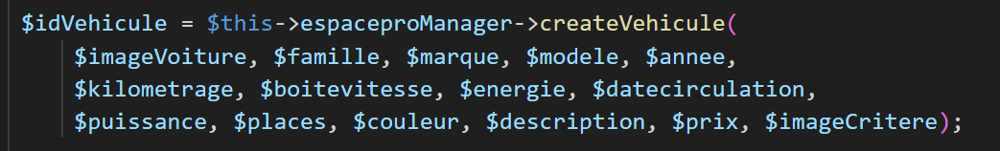 $idVehicule = $this->espaceproManager->createVehicule(
$imageVoiture, $famille, $marque, $modele, $annee,
$kilometrage, $boitevitesse, $energie, $datecirculation,
$puissance, $places, $couleur, $description, $prix, $imageCritere);